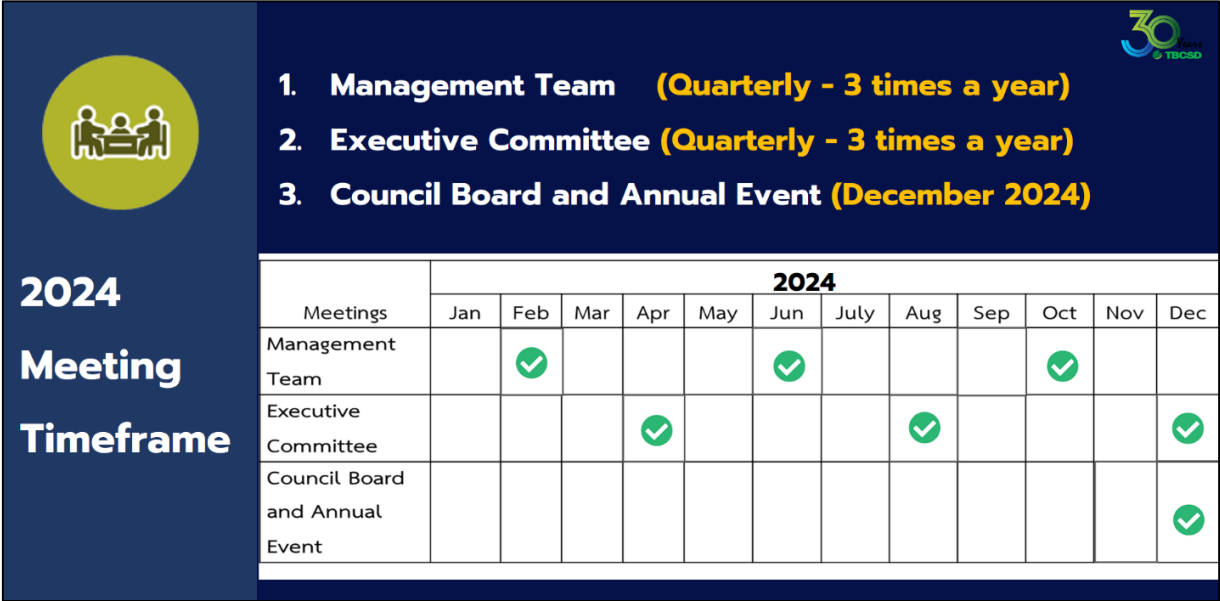 30
Years
TBCSD
1. Management Team (Quarterly - 3 times a year)
2. Executive Committee (Quarterly - 3 times a year)
3. Council Board and Annual Event (December 2024)
2024
Meeting
Timeframe
2024
Meetings Jan Feb Mar Apr May Jun July Aug Sep Oct Nov Dec
Management
Team
Executive
Committee
Council Board
and Annual
Event